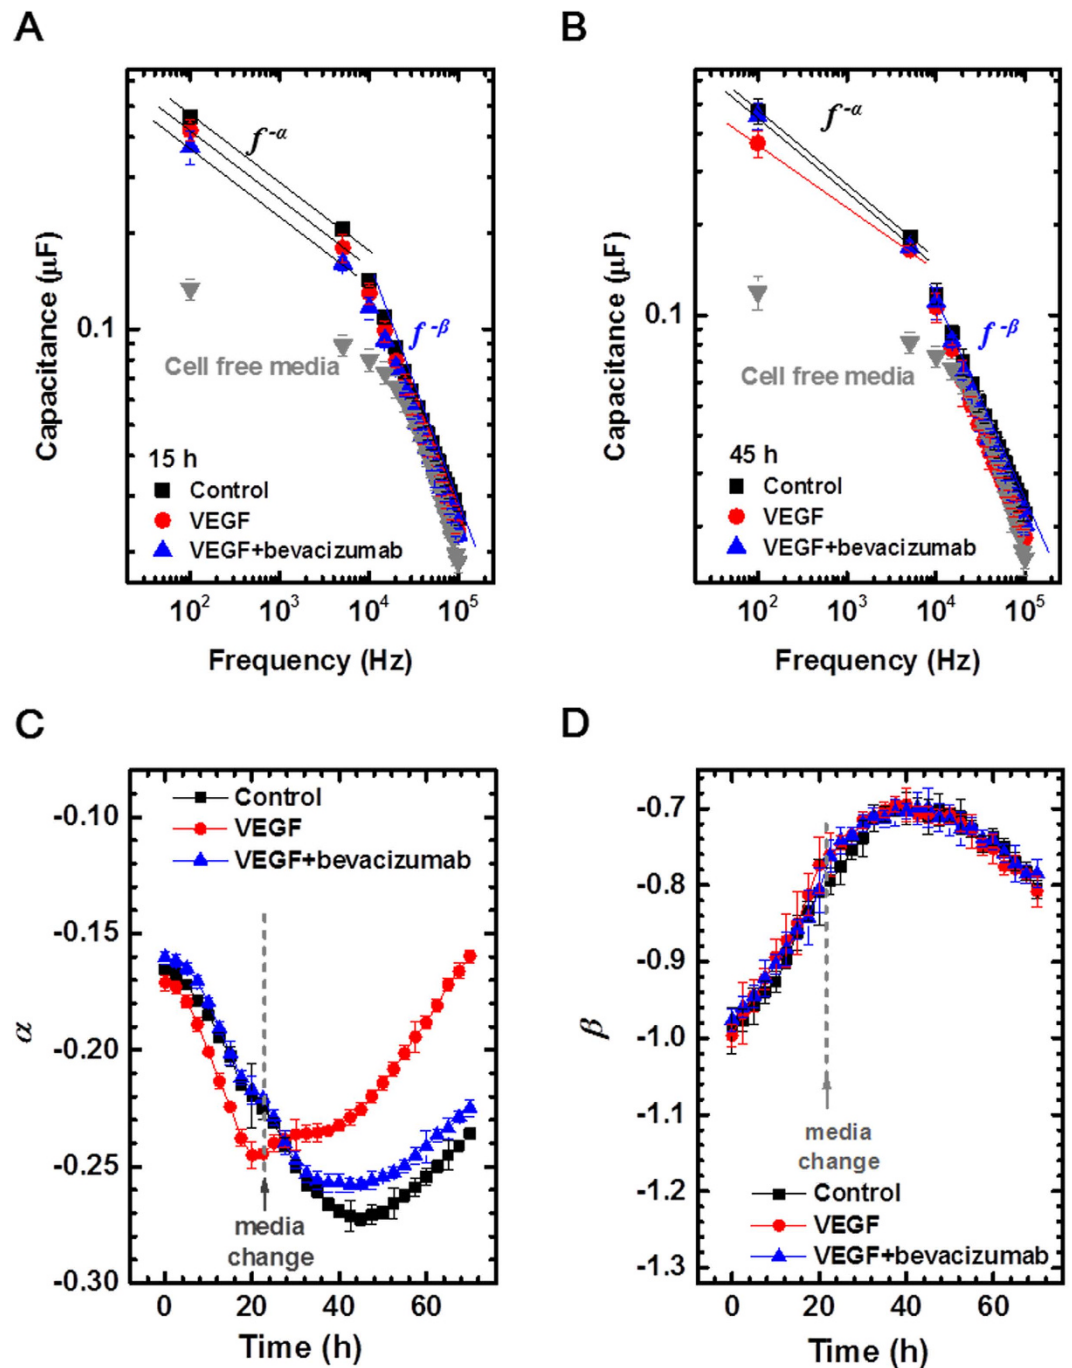 A
Capacitance (μF)
0.1
f^-α
f^-β
Cell free media
15 h
Control
VEGF
VEGF+bevacizumab
10^2
10^3
10^4
10^5
Frequency (Hz)
B
Capacitance (μF)
0.1
f^-α
f^-β
Cell free media
45 h
Control
VEGF
VEGF+bevacizumab
10^2
10^3
10^4
10^5
Frequency (Hz)
C
α
-0.10
-0.15
-0.20
-0.25
-0.30
Control
VEGF
VEGF+bevacizumab
media
change
0
20
40
60
Time (h)
D
β
-0.7
-0.8
-0.9
-1.0
-1.1
-1.2
-1.3
media
change
Control
VEGF
VEGF+bevacizumab
0
20
40
60
Time (h)